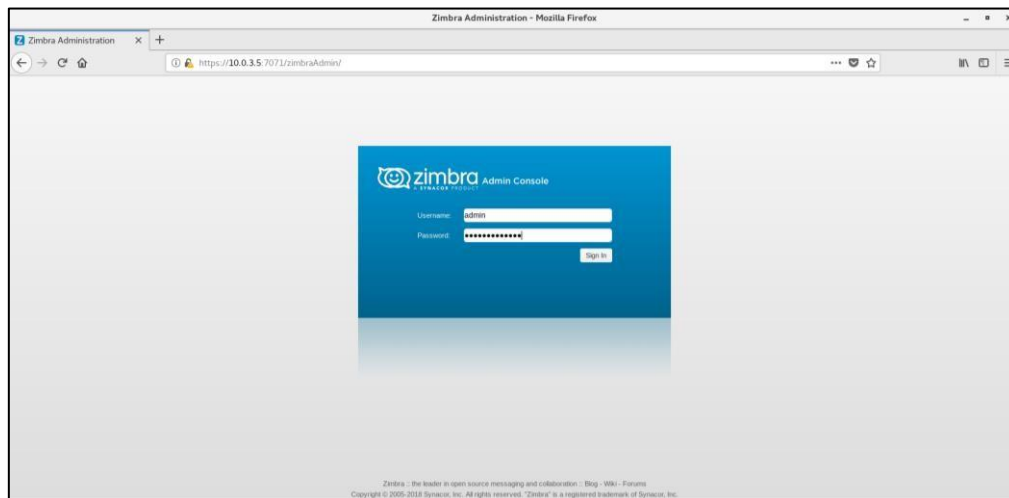 Zimbra Administration - Mozilla Firefox
Zimbra Administration
https://10.0.3.5:7071/zimbraAdmin/
zimbra Admin Console
A SYNACOR PRODUCT
Username:
admin
Password:
•••••••••••••
Sign In
Zimbra :: the leader in open source messaging and collaboration :: Blog - Wiki - Forums
Copyright © 2005-2018 Synacor, Inc. All rights reserved. "Zimbra" is a registered trademark of Synacor, Inc.